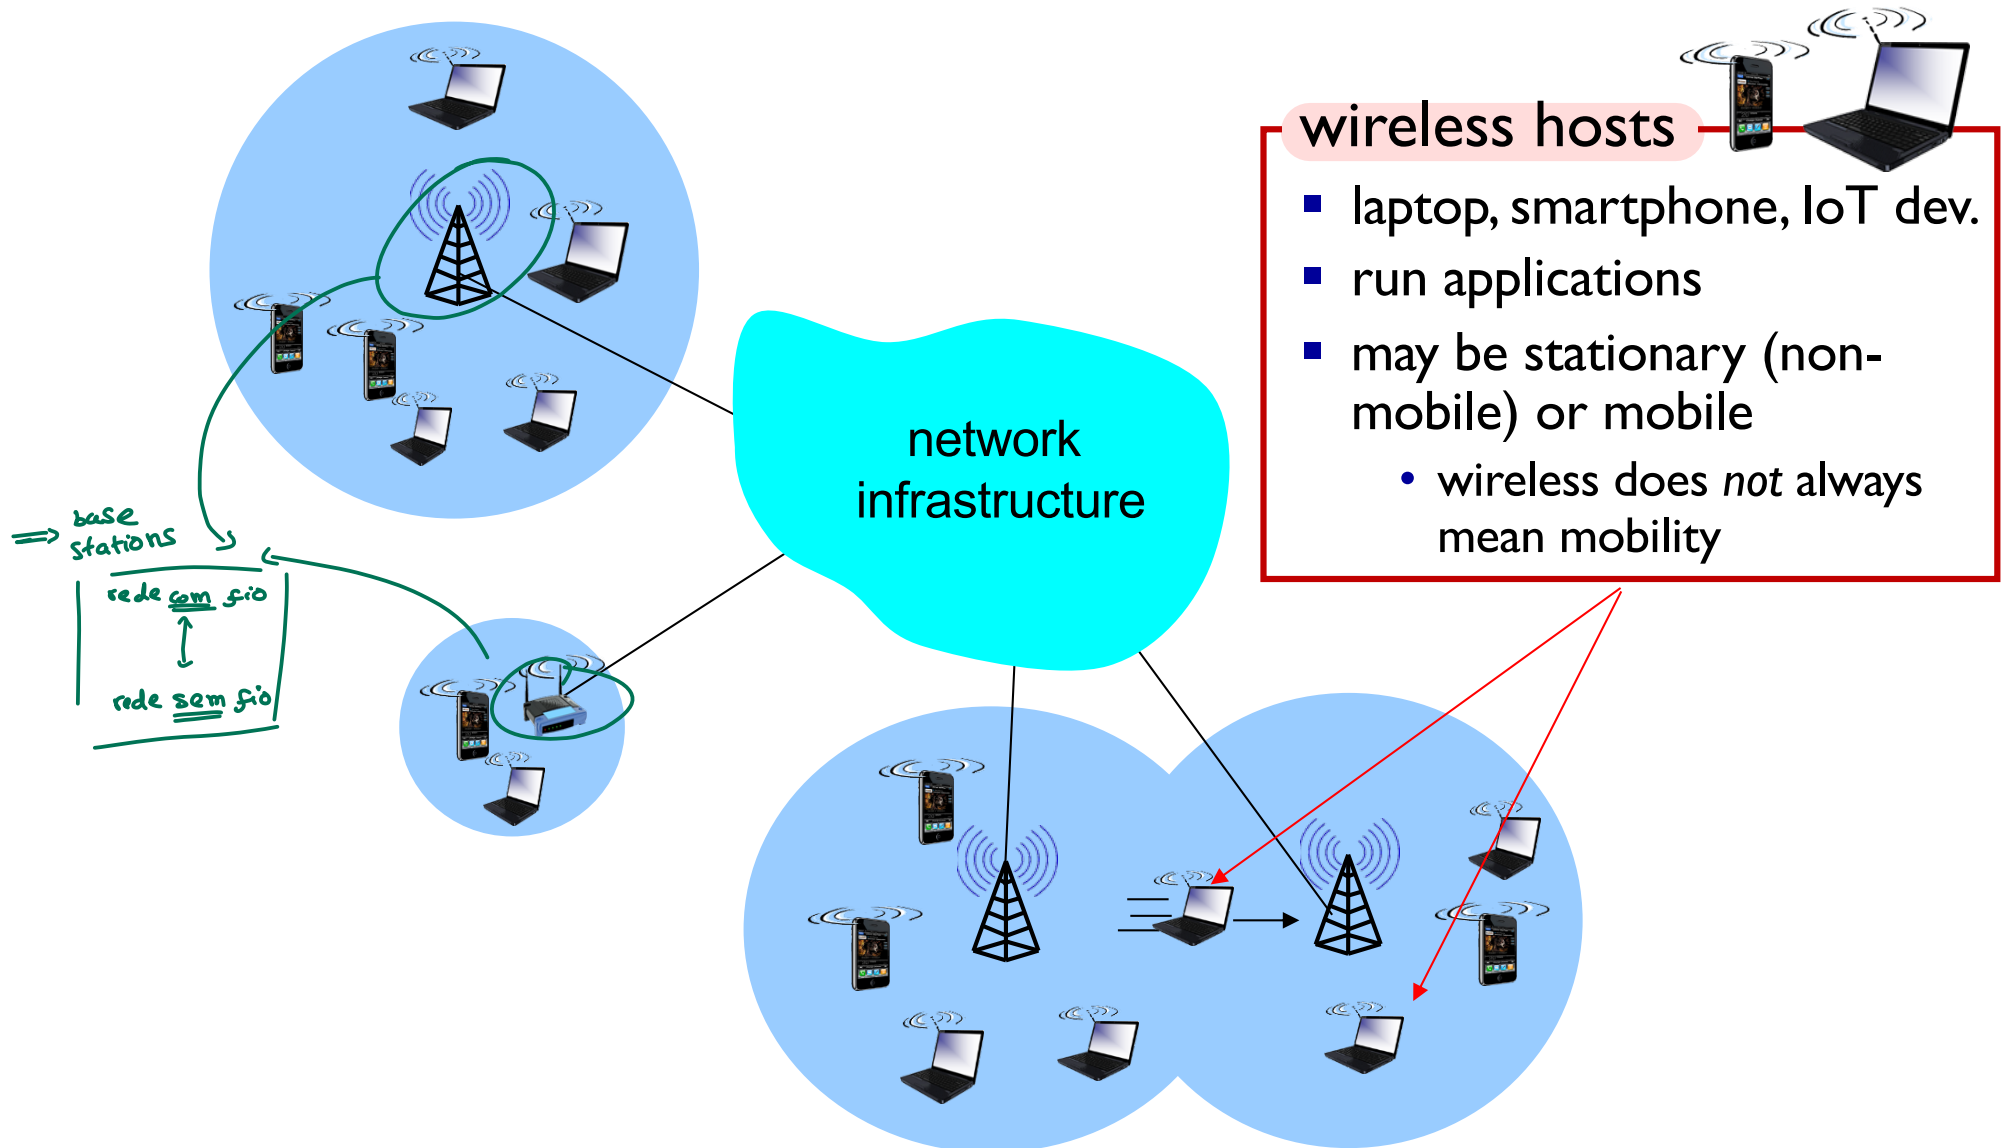 wireless hosts
laptop, smartphone, IoT dev.
run applications
may be stationary (non-
mobile) or mobile
wireless does not always
mean mobility
network
infrastructure
base
stations
rede com fio
rede sem fio